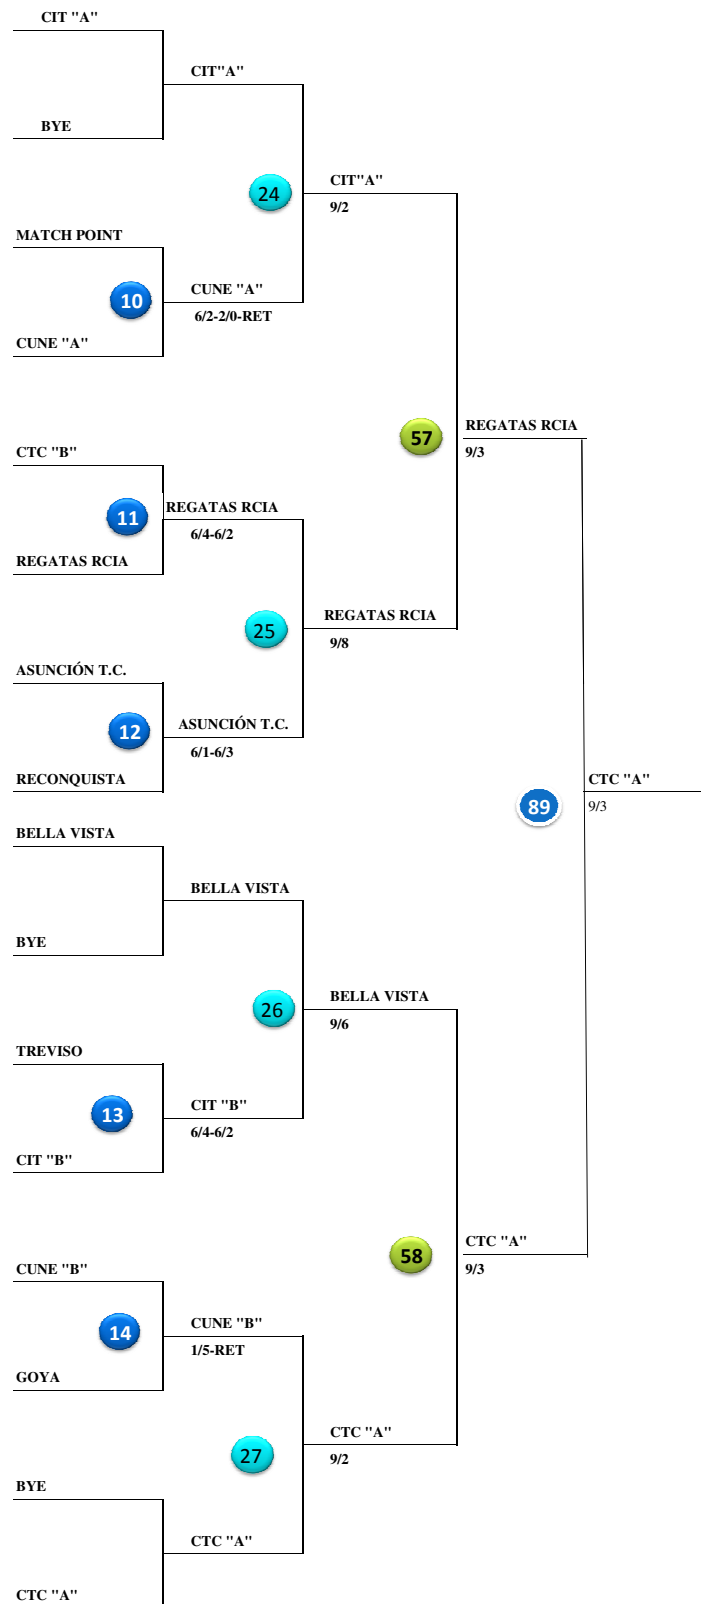 CIT "A"
CIT"A"
BYE
24
CIT"A"
9/2
MATCH POINT
10
CUNE "A"
6/2-2/0-RET
CUNE "A"
57
REGATAS RCIA
9/3
CTC "B"
11
REGATAS RCIA
6/4-6/2
REGATAS RCIA
25
REGATAS RCIA
9/8
ASUNCIÓN T.C.
12
ASUNCIÓN T.C.
6/1-6/3
RECONQUISTA
89
CTC "A"
9/3
BELLA VISTA
BELLA VISTA
BYE
26
BELLA VISTA
9/6
TREVISO
13
CIT "B"
6/4-6/2
CIT "B"
58
CTC "A"
9/3
CUNE "B"
14
CUNE "B"
1/5-RET
GOYA
27
CTC "A"
9/2
BYE
CTC "A"
CTC "A"